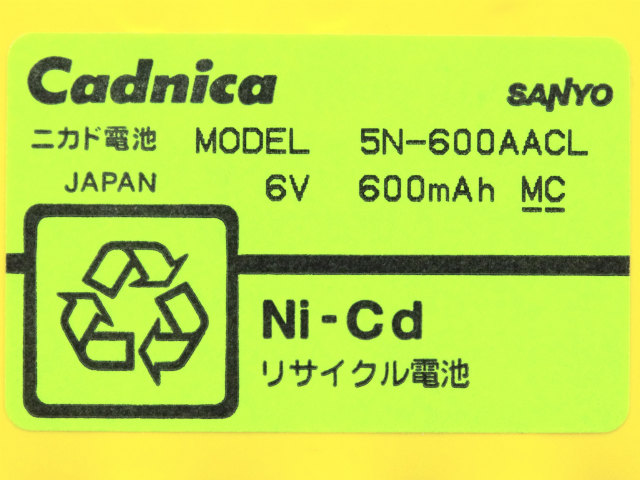 Cadnica SANYO
ニカド電池 MODEL 5N-600AACL
JAPAN 6V 600mAh MC
Ni-Cd
リサイクル電池